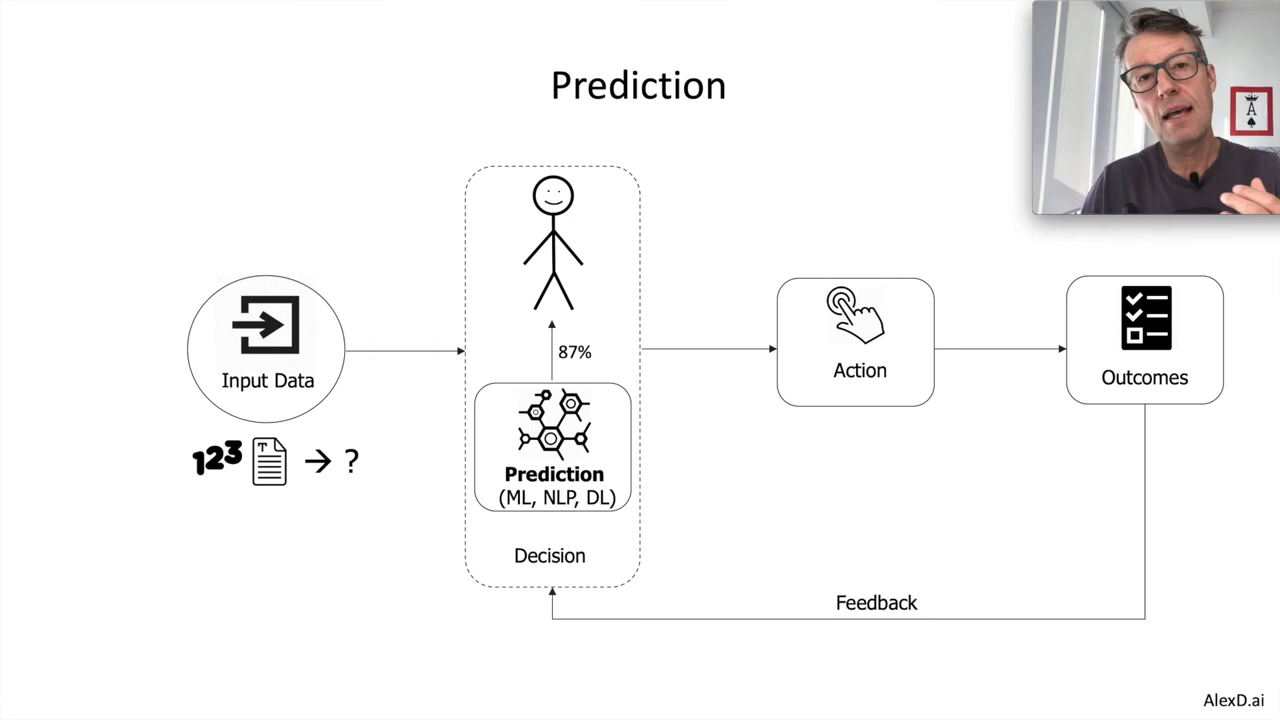 Prediction
A
87%
Input Data
123
T
→ ?
Prediction
(ML, NLP, DL)
Decision
Action
Outcomes
Feedback
AlexD.ai